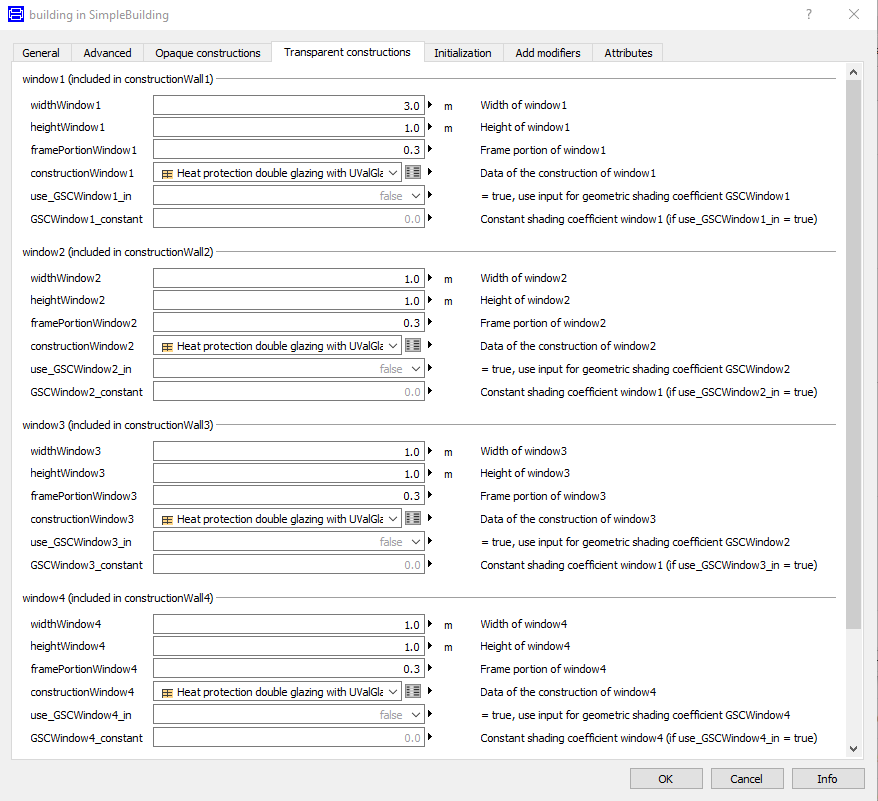 building in SimpleBuilding
General Advanced Opaque constructions Transparent constructions Initialization Add modifiers Attributes
window1 (included in constructionWall1)
widthWindow1 3.0 m Width of window1
heightWindow1 1.0 m Height of window1
framePortionWindow1 0.3 Frame portion of window1
constructionWindow1 Heat protection double glazing with UValGla Data of the construction of window1
use_GSCWindow1_in false = true, use input for geometric shading coefficient GSCWindow1
GSCWindow1_constant 0.0 Constant shading coefficient window1 (if use_GSCWindow1_in = true)
window2 (included in constructionWall2)
widthWindow2 1.0 m Width of window2
heightWindow2 1.0 m Height of window2
framePortionWindow2 0.3 Frame portion of window2
constructionWindow2 Heat protection double glazing with UValGla Data of the construction of window2
use_GSCWindow2_in false = true, use input for geometric shading coefficient GSCWindow2
GSCWindow2_constant 0.0 Constant shading coefficient window1 (if use_GSCWindow2_in = true)
window3 (included in constructionWall3)
widthWindow3 1.0 m Width of window3
heightWindow3 1.0 m Height of window3
framePortionWindow3 0.3 Frame portion of window3
constructionWindow3 Heat protection double glazing with UValGla Data of the construction of window3
use_GSCWindow3_in false = true, use input for geometric shading coefficient GSCWindow2
GSCWindow3_constant 0.0 Constant shading coefficient window1 (if use_GSCWindow3_in = true)
window4 (included in constructionWall4)
widthWindow4 1.0 m Width of window4
heightWindow4 1.0 m Height of window4
framePortionWindow4 0.3 Frame portion of window4
constructionWindow4 Heat protection double glazing with UValGla Data of the construction of window4
use_GSCWindow4_in false = true, use input for geometric shading coefficient GSCWindow4
GSCWindow4_constant 0.0 Constant shading coefficient window4 (if use_GSCWindow4_in = true)
OK Cancel Info